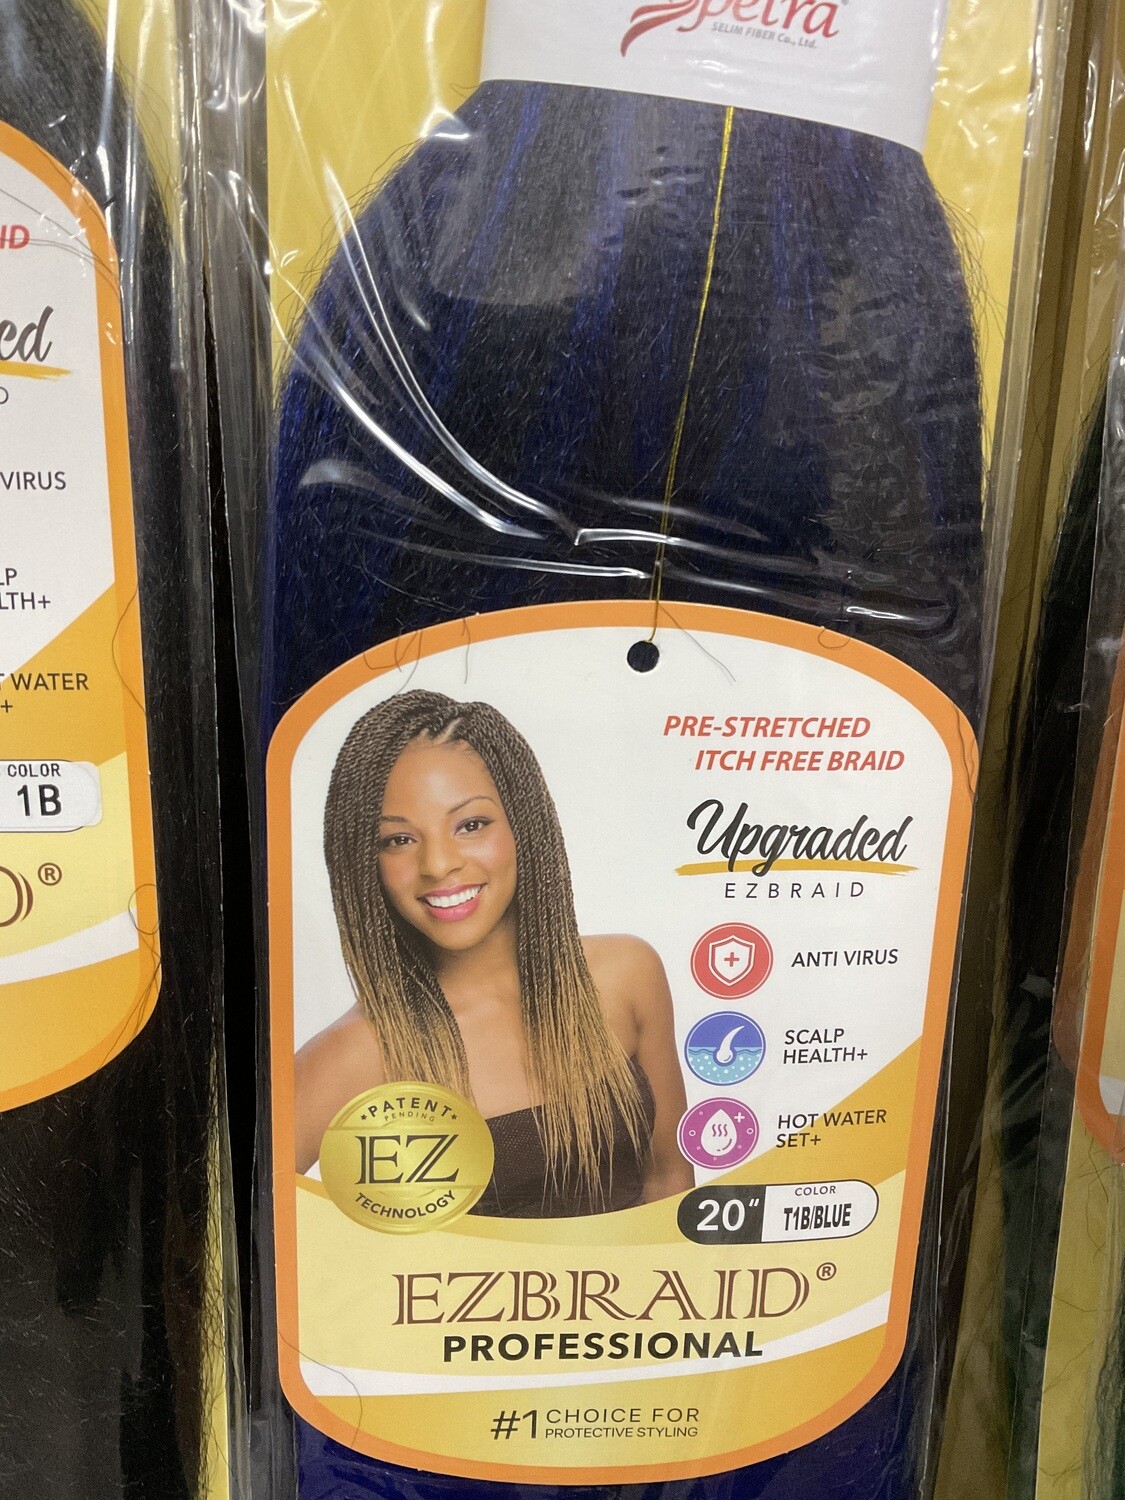 Spetra
SELIM FIBER Co., Ltd.
PRE-STRETCHED
ITCH FREE BRAID
Upgraded
EZBRAID
ANTI VIRUS
SCALP
HEALTH+
HOT WATER
SET+
PATENT
PENDING
EZ
TECHNOLOGY
20"
COLOR
T1B/BLUE
EZBRAID®
PROFESSIONAL
#1 CHOICE FOR
PROTECTIVE STYLING
ID
ed
D
VIRUS
LP
LTH+
T WATER
+
COLOR
1B
D®